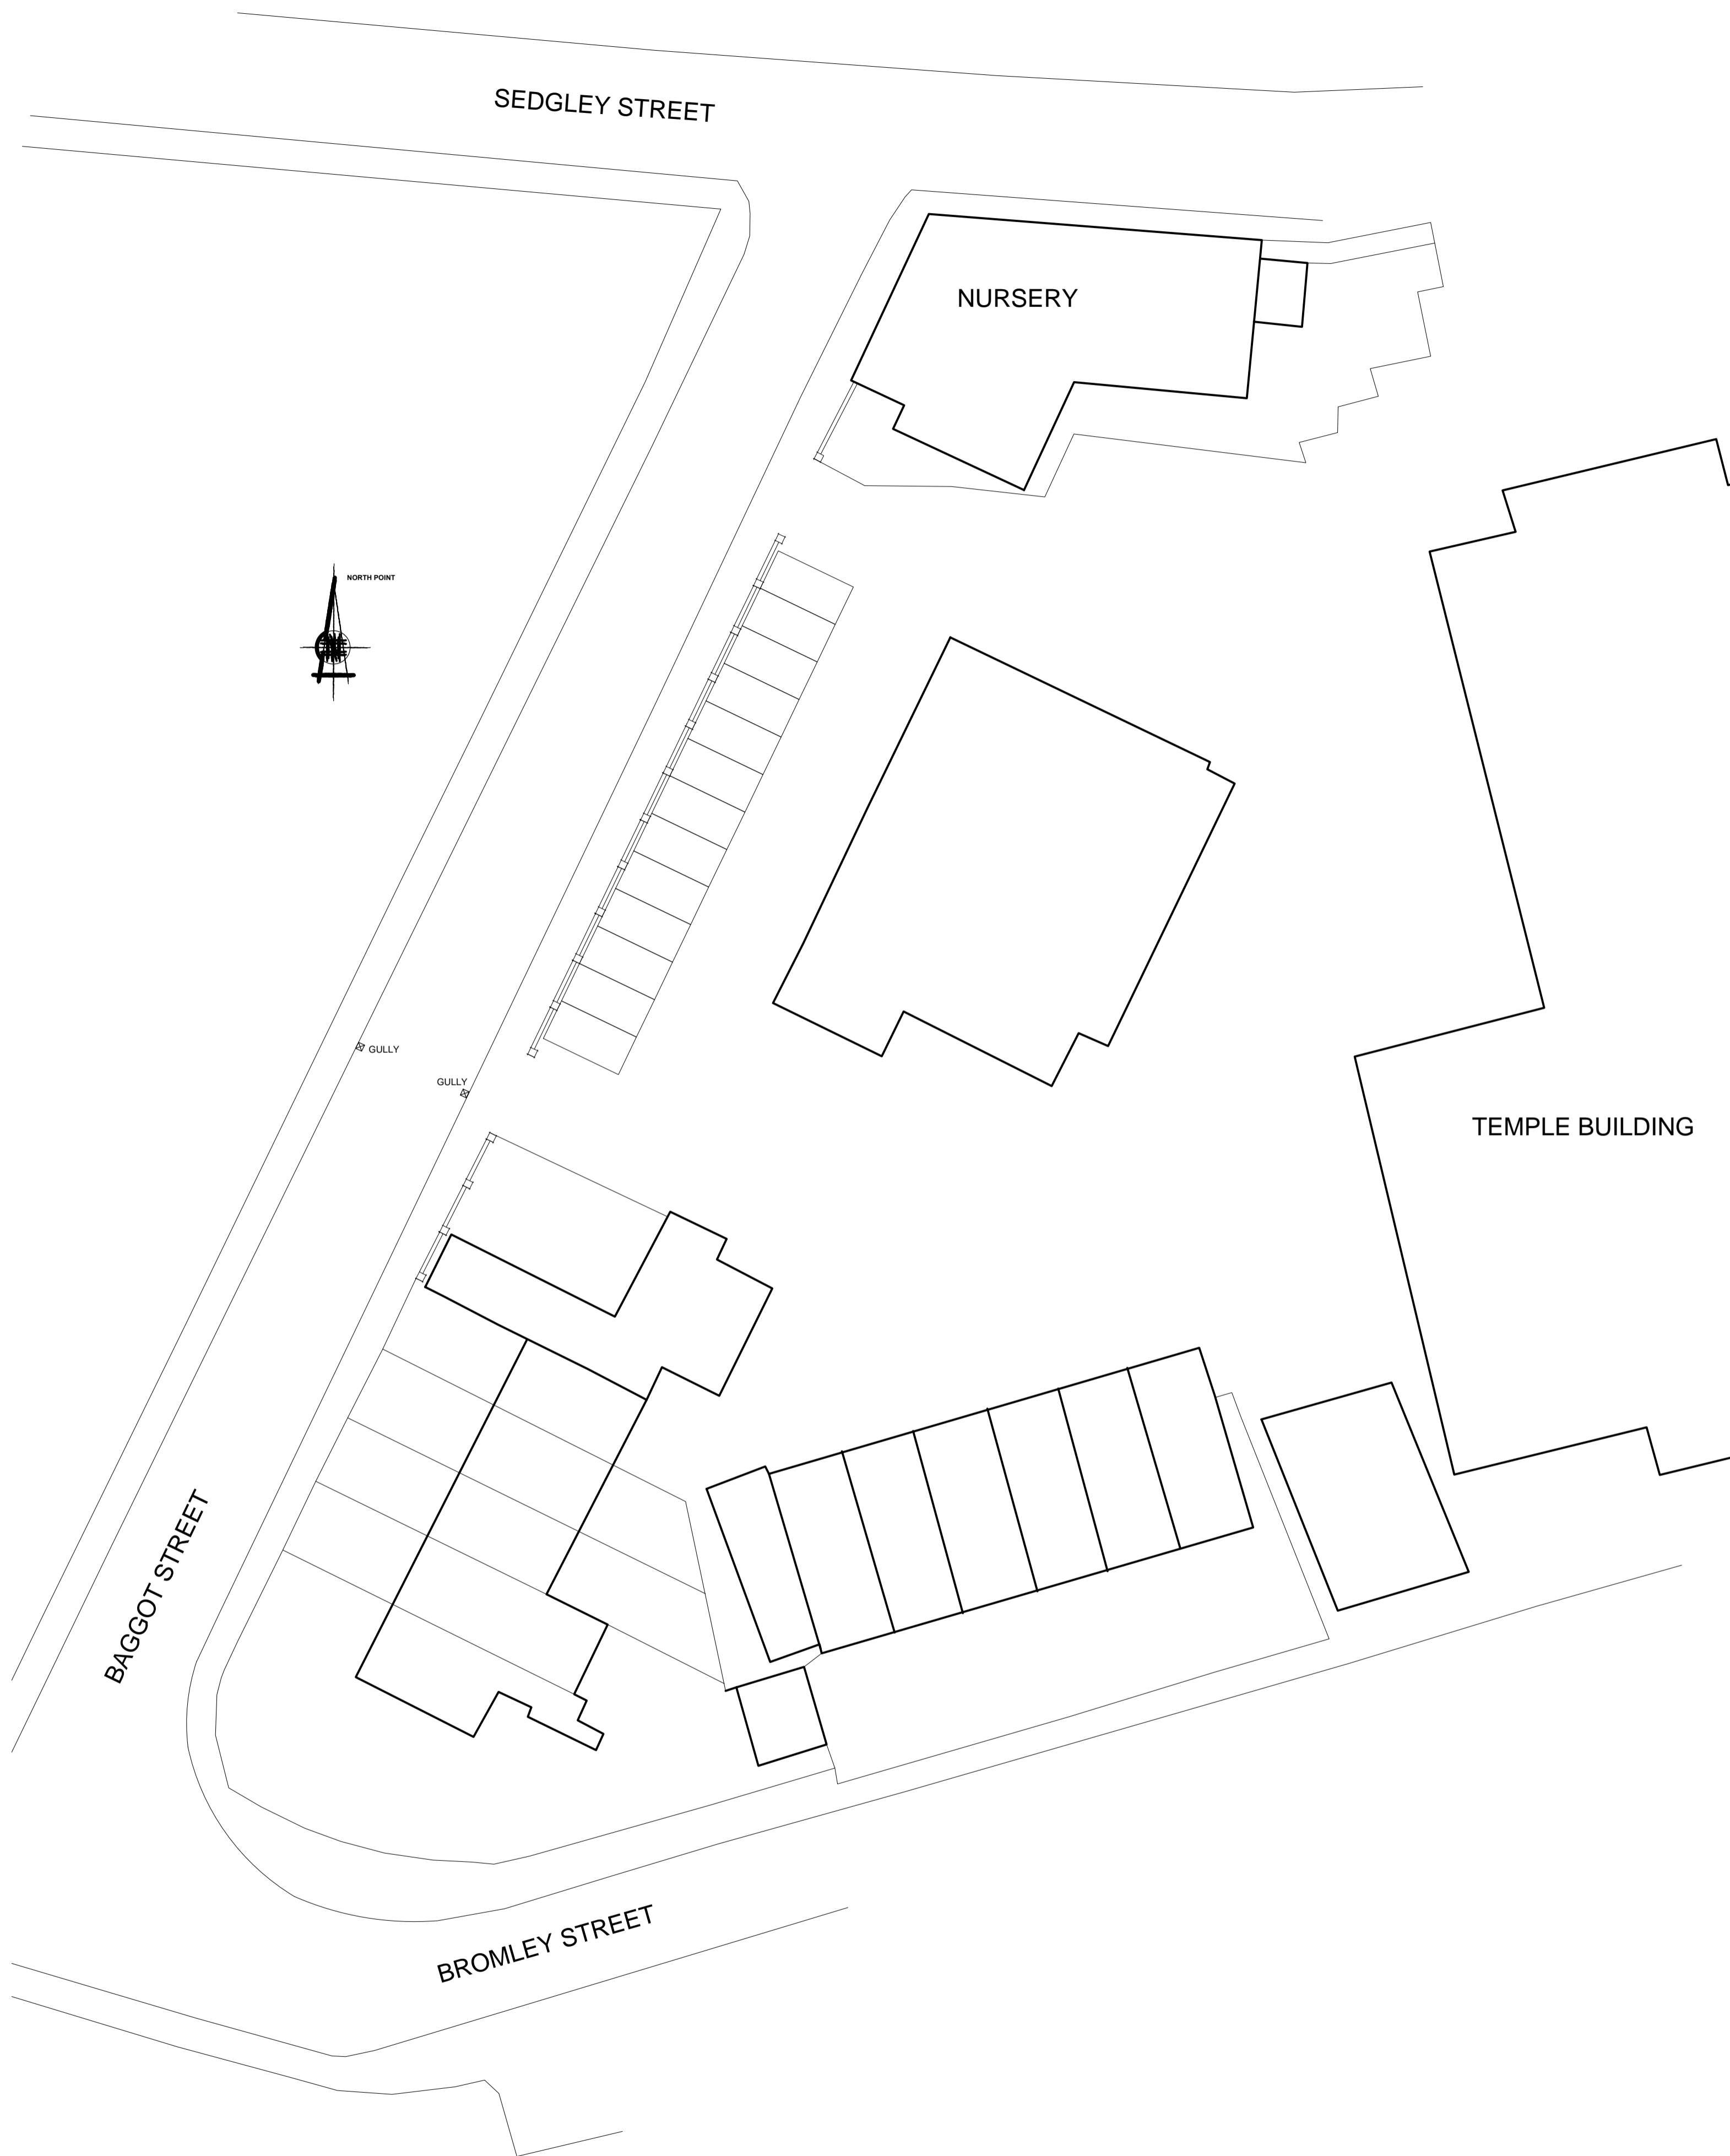 SEDGLEY STREET
NURSERY
NORTH POINT
GULLY
GULLY
TEMPLE BUILDING
BAGGOT STREET
BROMLEY STREET